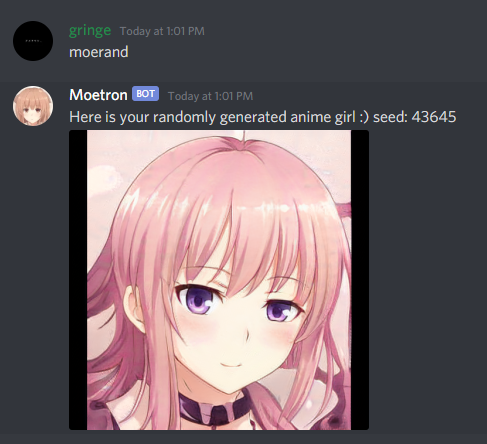 gringe Today at 1:01 PM
moerand
Moetron BOT Today at 1:01 PM
Here is your randomly generated anime girl :) seed: 43645